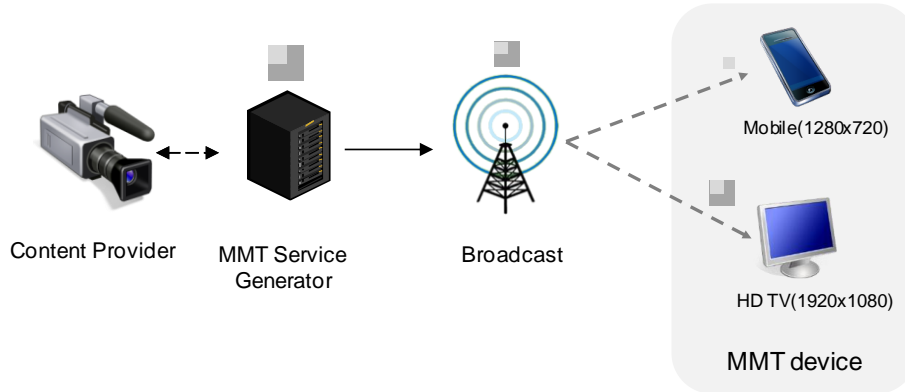 Content Provider
MMT Service
Generator
Broadcast
Mobile(1280x720)
HD TV(1920x1080)
MMT device